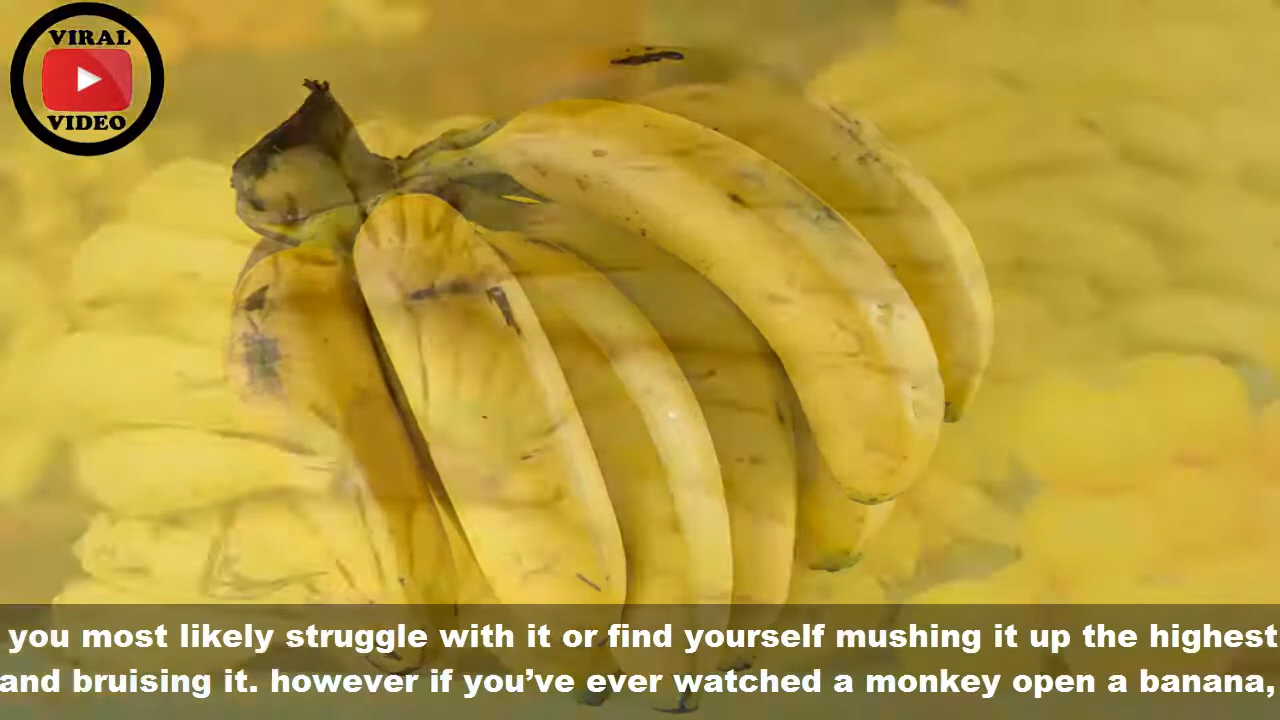 VIRAL
VIDEO
you most likely struggle with it or find yourself mushing it up the highest
and bruising it. however if you’ve ever watched a monkey open a banana,